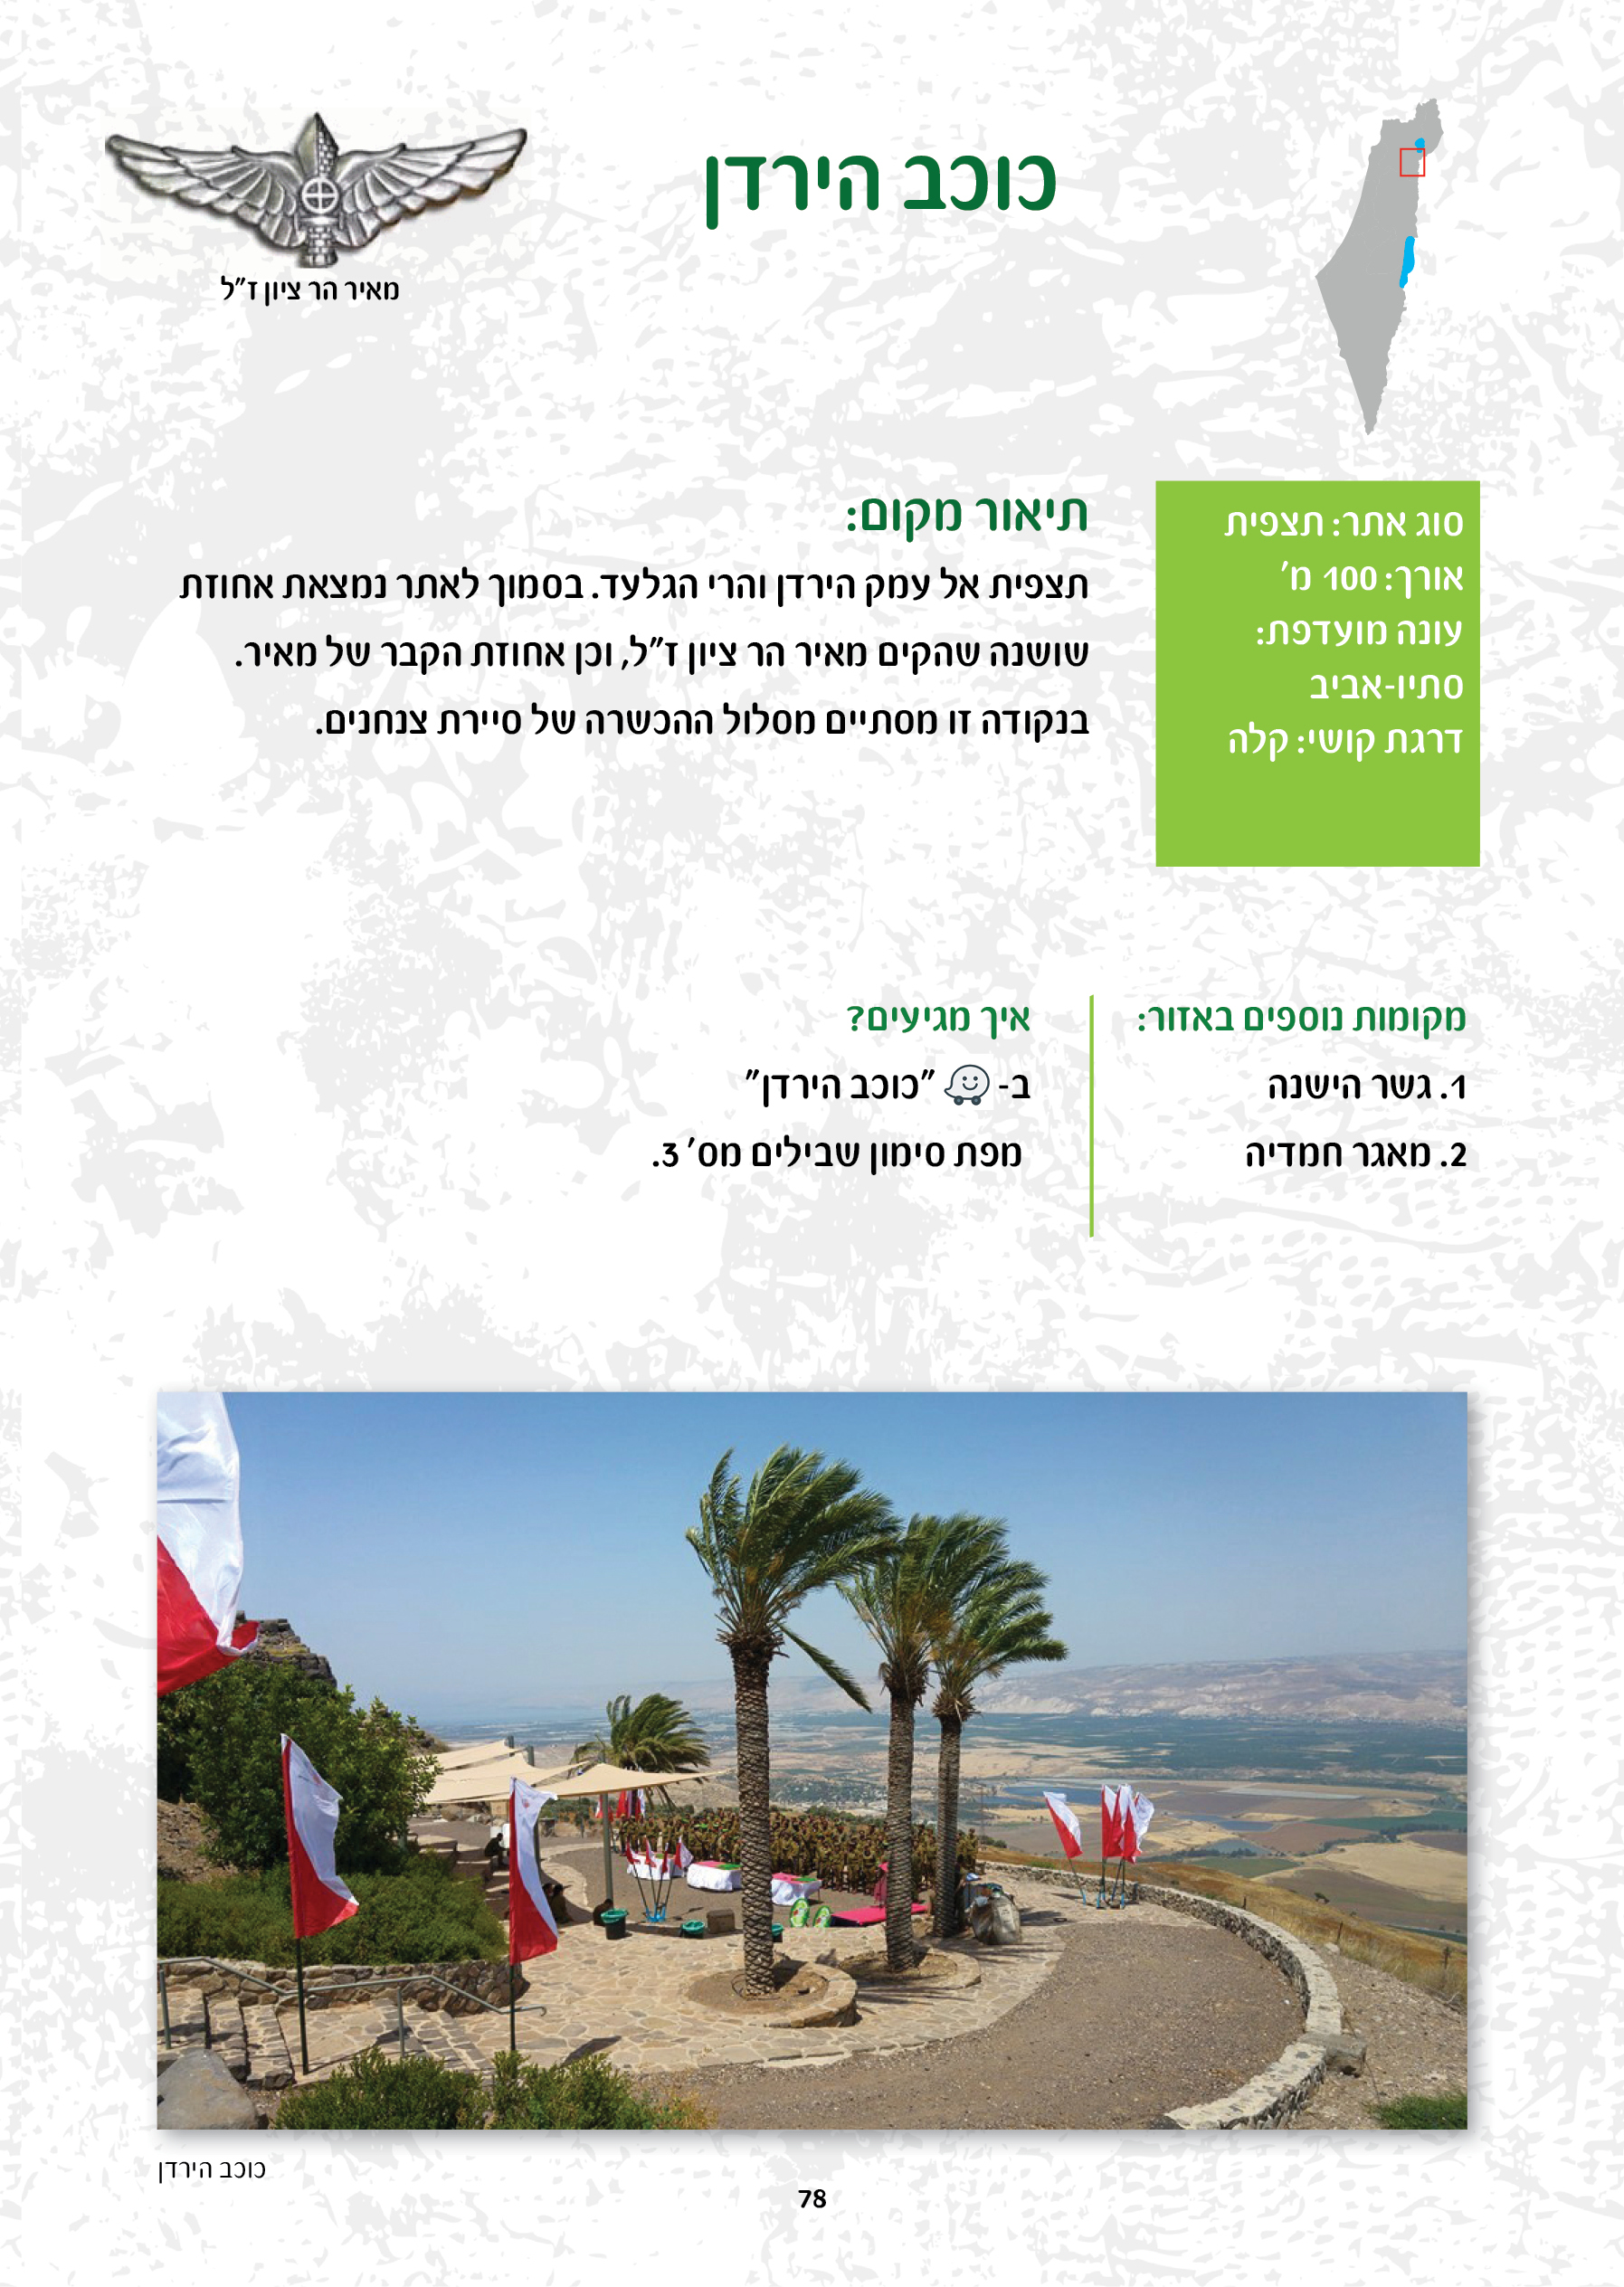 כוכב הירדן
מאיר הר ציון ז"ל
סוג אתר: תצפית
אורך: 100 מ'
עונה מועדפת:
סתיו-אביב
דרגת קושי: קלה
תיאור מקום:
תצפית אל עמק הירדן והרי הגלעד. בסמוך לאתר נמצאת אחוזת
שושנה שהקים מאיר הר ציון ז"ל, וכן אחוזת הקבר של מאיר.
בנקודה זו מסתיים מסלול ההכשרה של סיירת צנחנים.
מקומות נוספים באזור:
1. גשר הישנה
2. מאגר חמדיה
איך מגיעים?
ב- "כוכב הירדן"
מפת סימון שבילים מס' 3.
כוכב הירדן
78